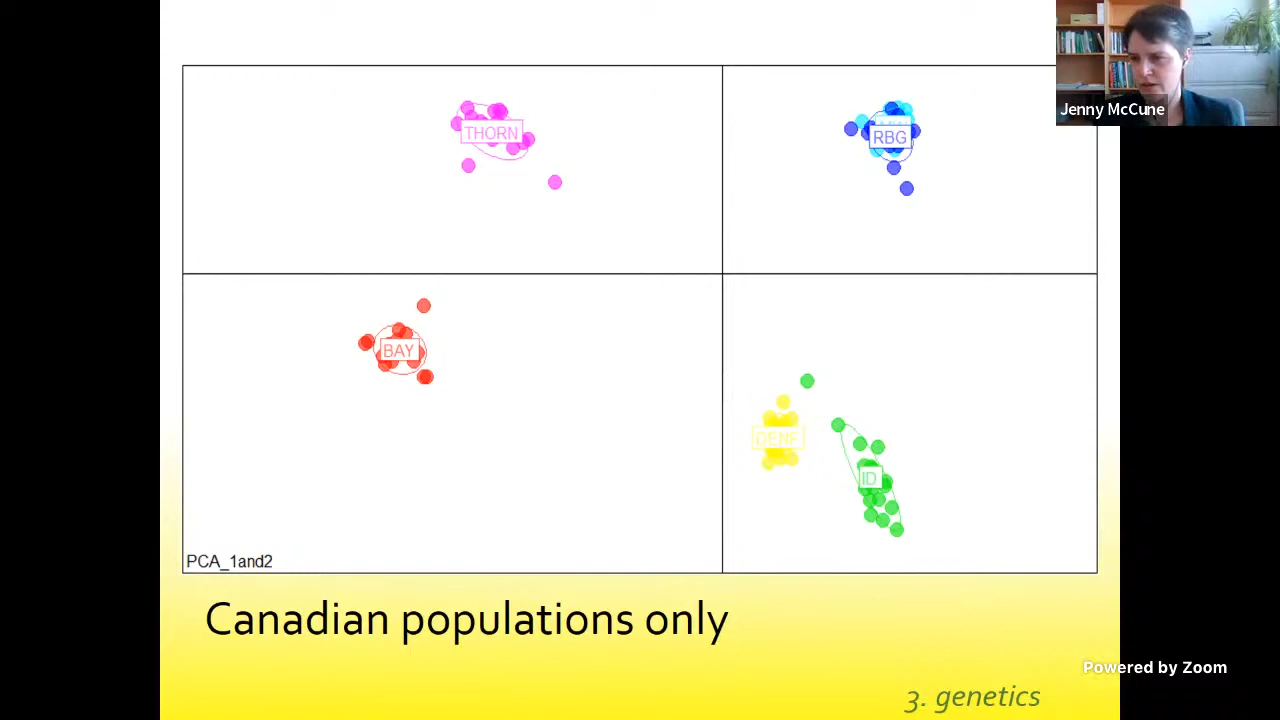 Jenny McCune
THORN
RBG
BAY
DENF
ID
PCA_1and2
Canadian populations only
Powered by Zoom
3. genetics